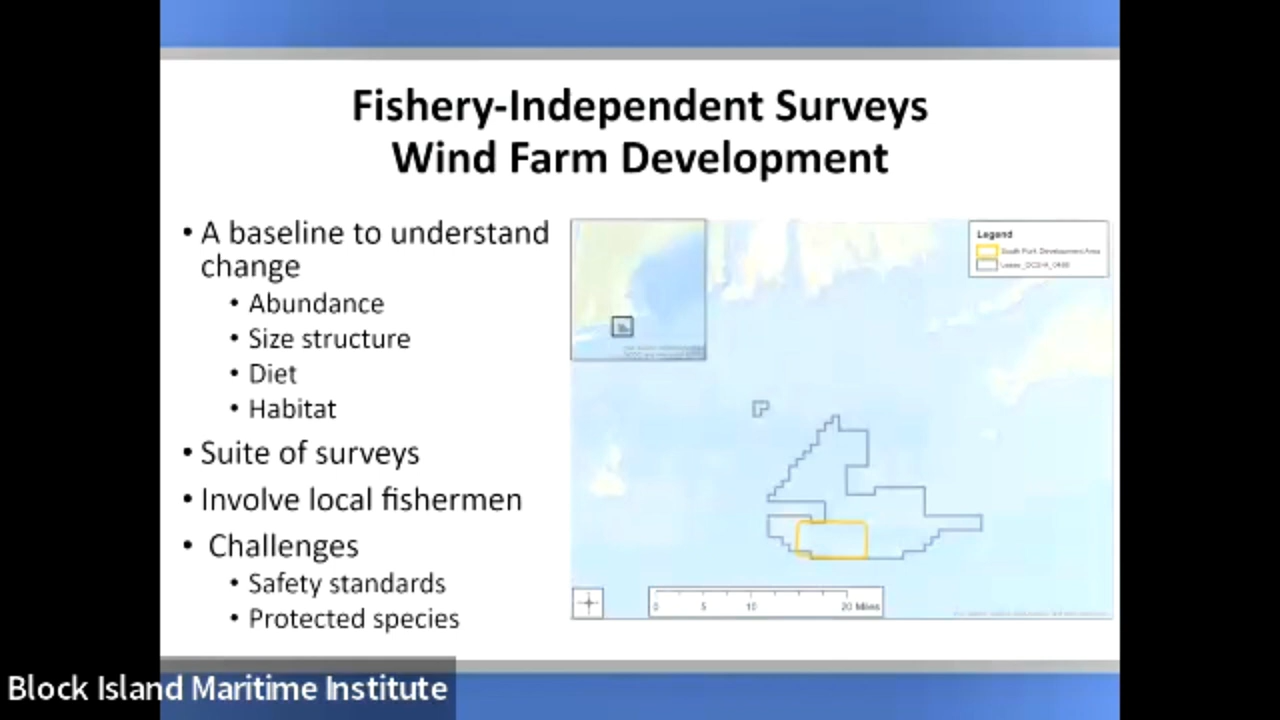 Fishery-Independent Surveys
Wind Farm Development
• A baseline to understand
change
• Abundance
• Size structure
• Diet
• Habitat
• Suite of surveys
• Involve local fishermen
• Challenges
• Safety standards
• Protected species
Legend
South Fork Development Area
0 5 10 20 Miles
Block Island Maritime Institute